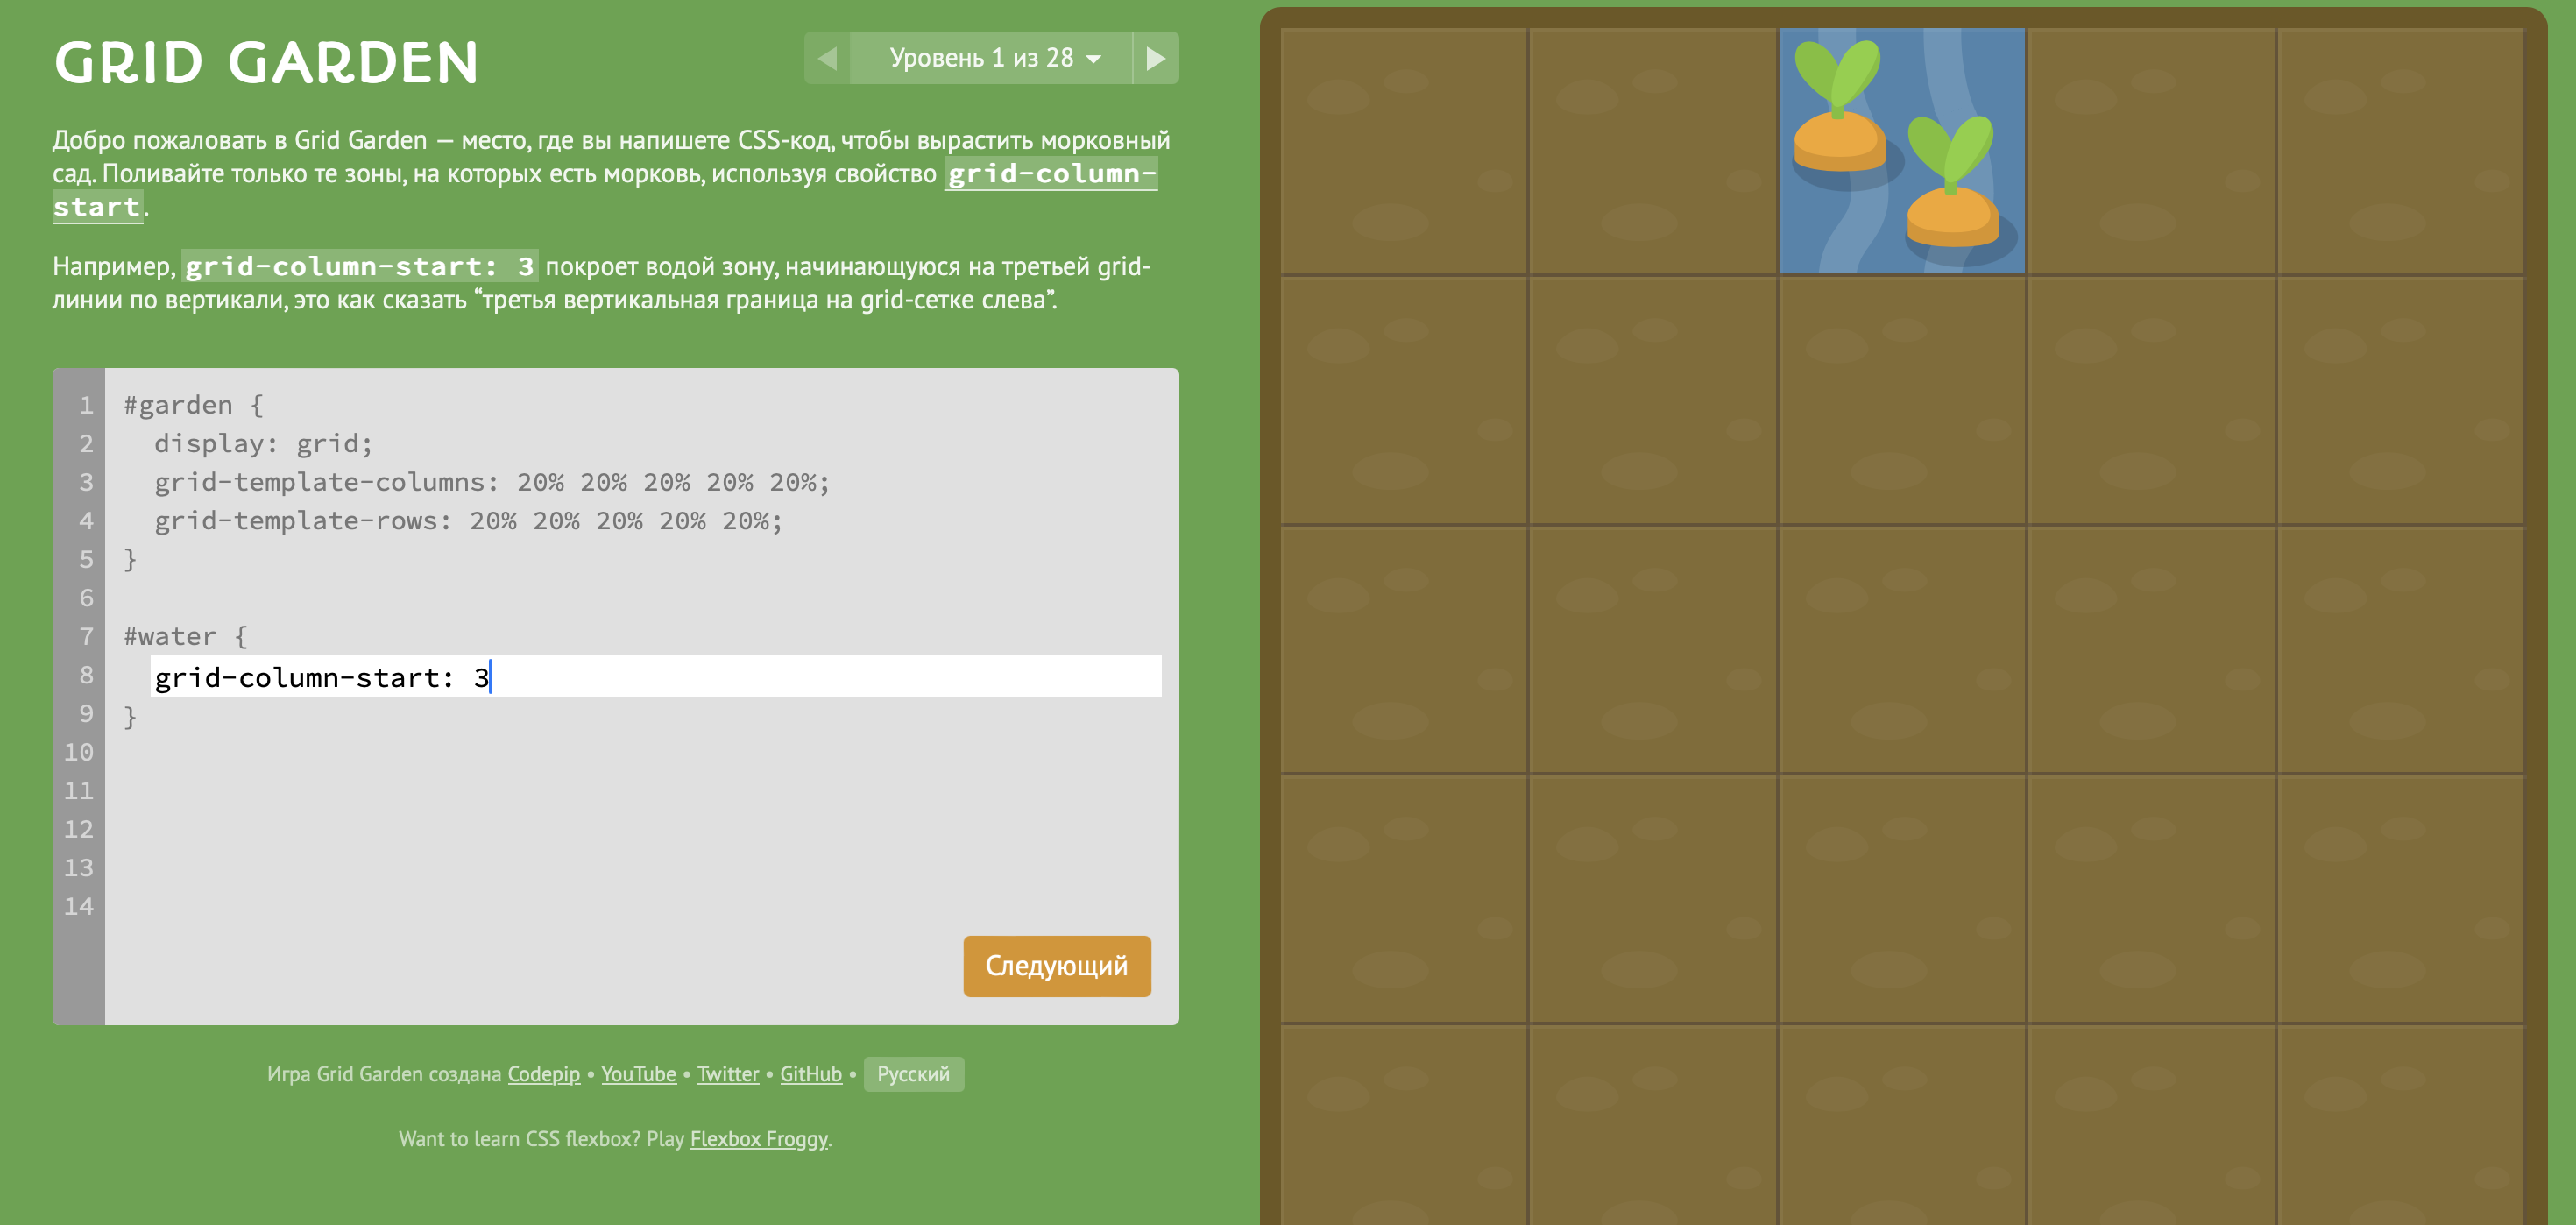 GRID GARDEN
Уровень 1 из 28
Добро пожаловать в Grid Garden — место, где вы напишете CSS-код, чтобы вырастить морковный
сад. Поливайте только те зоны, на которых есть морковь, используя свойство grid-column-
start.
Например, grid-column-start: 3 покроет водой зону, начинающуюся на третьей grid-
линии по вертикали, это как сказать “третья вертикальная граница на grid-сетке слева”.
1 #garden {
2 display: grid;
3 grid-template-columns: 20% 20% 20% 20% 20%;
4 grid-template-rows: 20% 20% 20% 20% 20%;
5 }
6
7 #water {
8 grid-column-start: 3
9 }
10
11
12
13
14
Следующий
Игра Grid Garden создана Codepip • YouTube • Twitter • GitHub • Русский
Want to learn CSS flexbox? Play Flexbox Froggy.